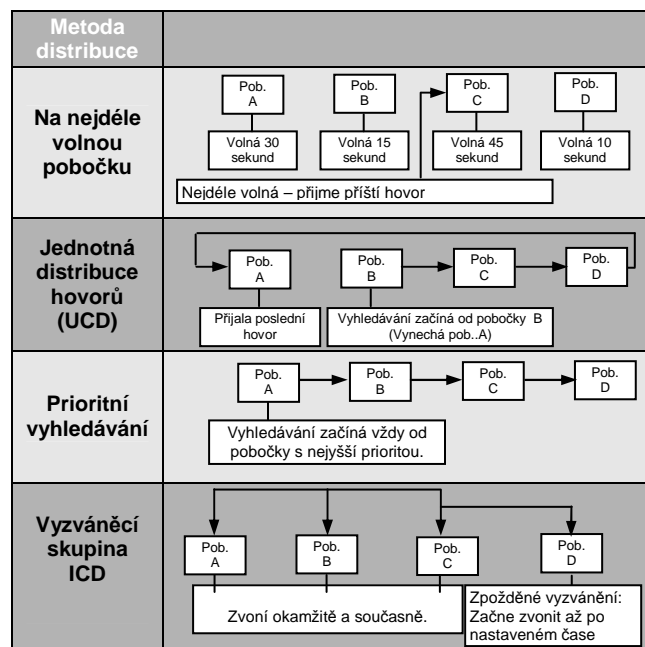 Metoda
distribuce
Na nejdéle
volnou
pobočku
Pob.
A
Pob.
B
Pob.
C
Pob.
D
Volná 30
sekund
Volná 15
sekund
Volná 45
sekund
Volná 10
sekund
Nejdéle volná – přijme příští hovor
Jednotná
distribuce
hovorů
(UCD)
Pob.
A
Pob.
B
Pob.
C
Pob.
D
Přijala poslední
hovor
Vyhledávání začíná od pobočky B
(Vynechá pob..A)
Prioritní
vyhledávání
Pob.
A
Pob.
B
Pob.
C
Pob.
D
Vyhledávání začíná vždy od
pobočky s nejyšší prioritou.
Vyzváněcí
skupina
ICD
Pob.
A
Pob.
B
Pob.
C
Pob.
D
Zvoní okamžitě a současně.
Zpožděné vyzvánění:
Začne zvonit až po
nastaveném čase